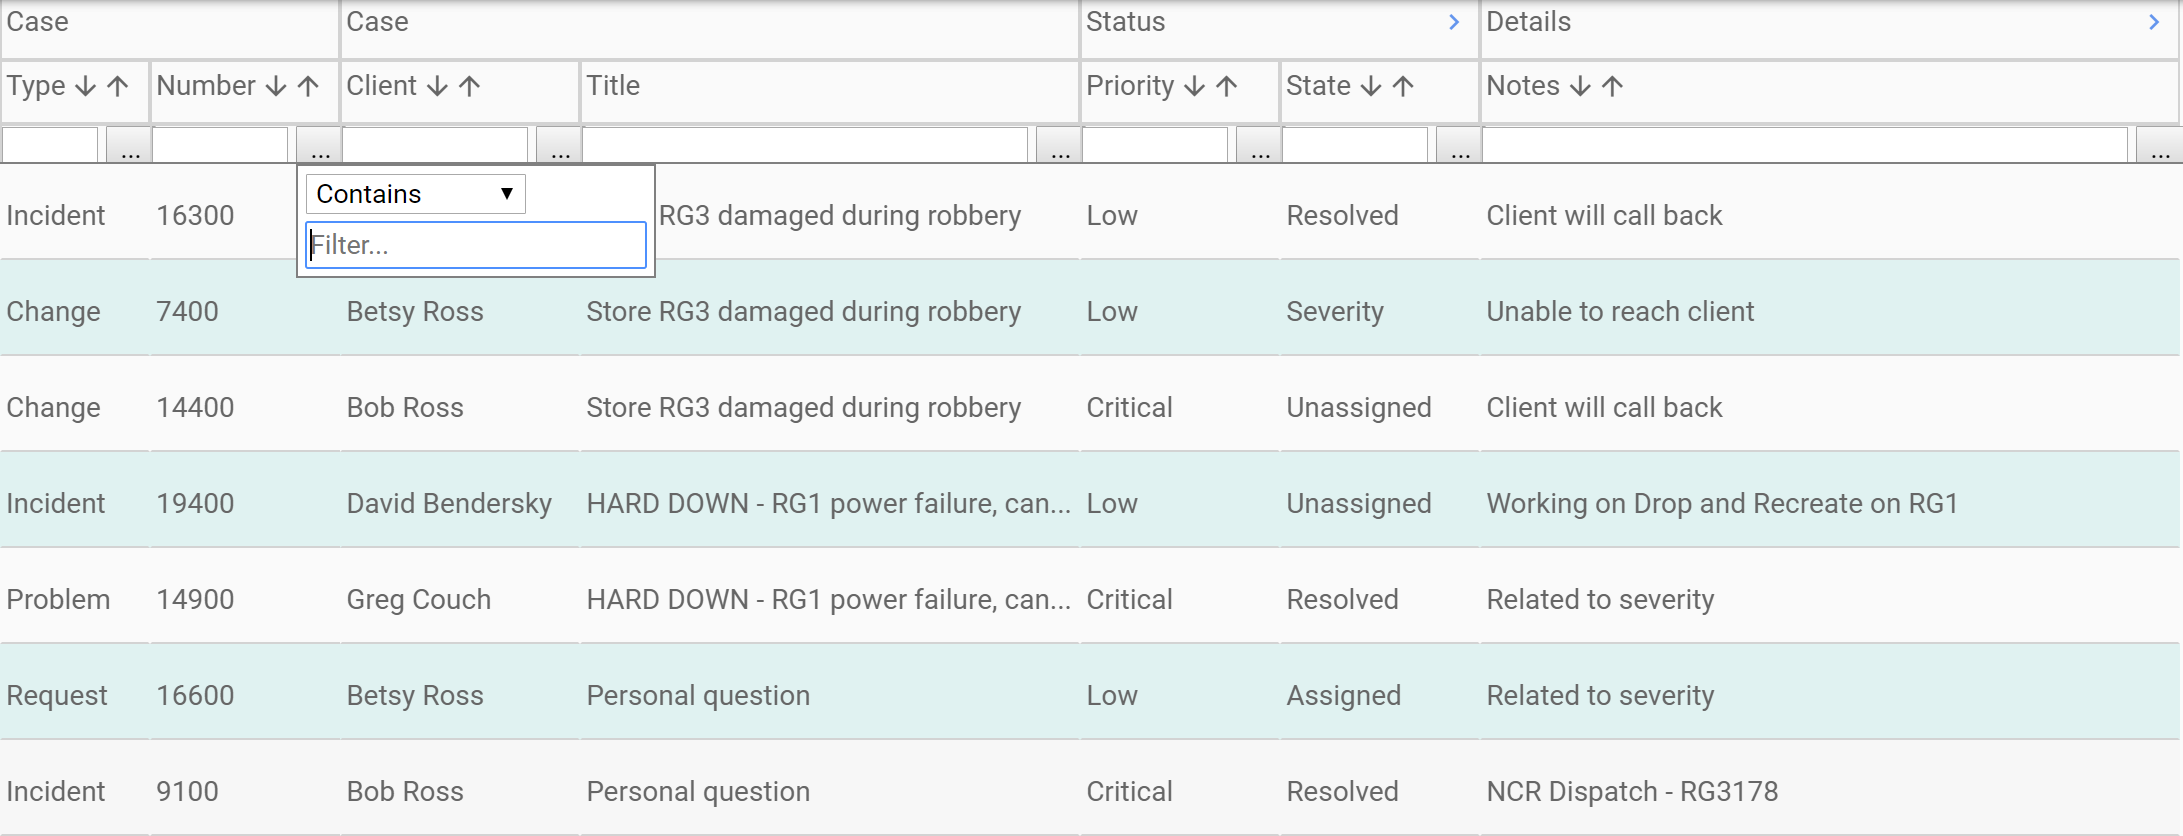 Case Case Status Details
Type Number Client Title Priority State Notes
... ... ... ... ... ... ...
Contains
Incident 16300 RG3 damaged during robbery Low Resolved Client will call back
Filter...
Change 7400 Betsy Ross Store RG3 damaged during robbery Low Severity Unable to reach client
Change 14400 Bob Ross Store RG3 damaged during robbery Critical Unassigned Client will call back
Incident 19400 David Bendersky HARD DOWN - RG1 power failure, can... Low Unassigned Working on Drop and Recreate on RG1
Problem 14900 Greg Couch HARD DOWN - RG1 power failure, can... Critical Resolved Related to severity
Request 16600 Betsy Ross Personal question Low Assigned Related to severity
Incident 9100 Bob Ross Personal question Critical Resolved NCR Dispatch - RG3178